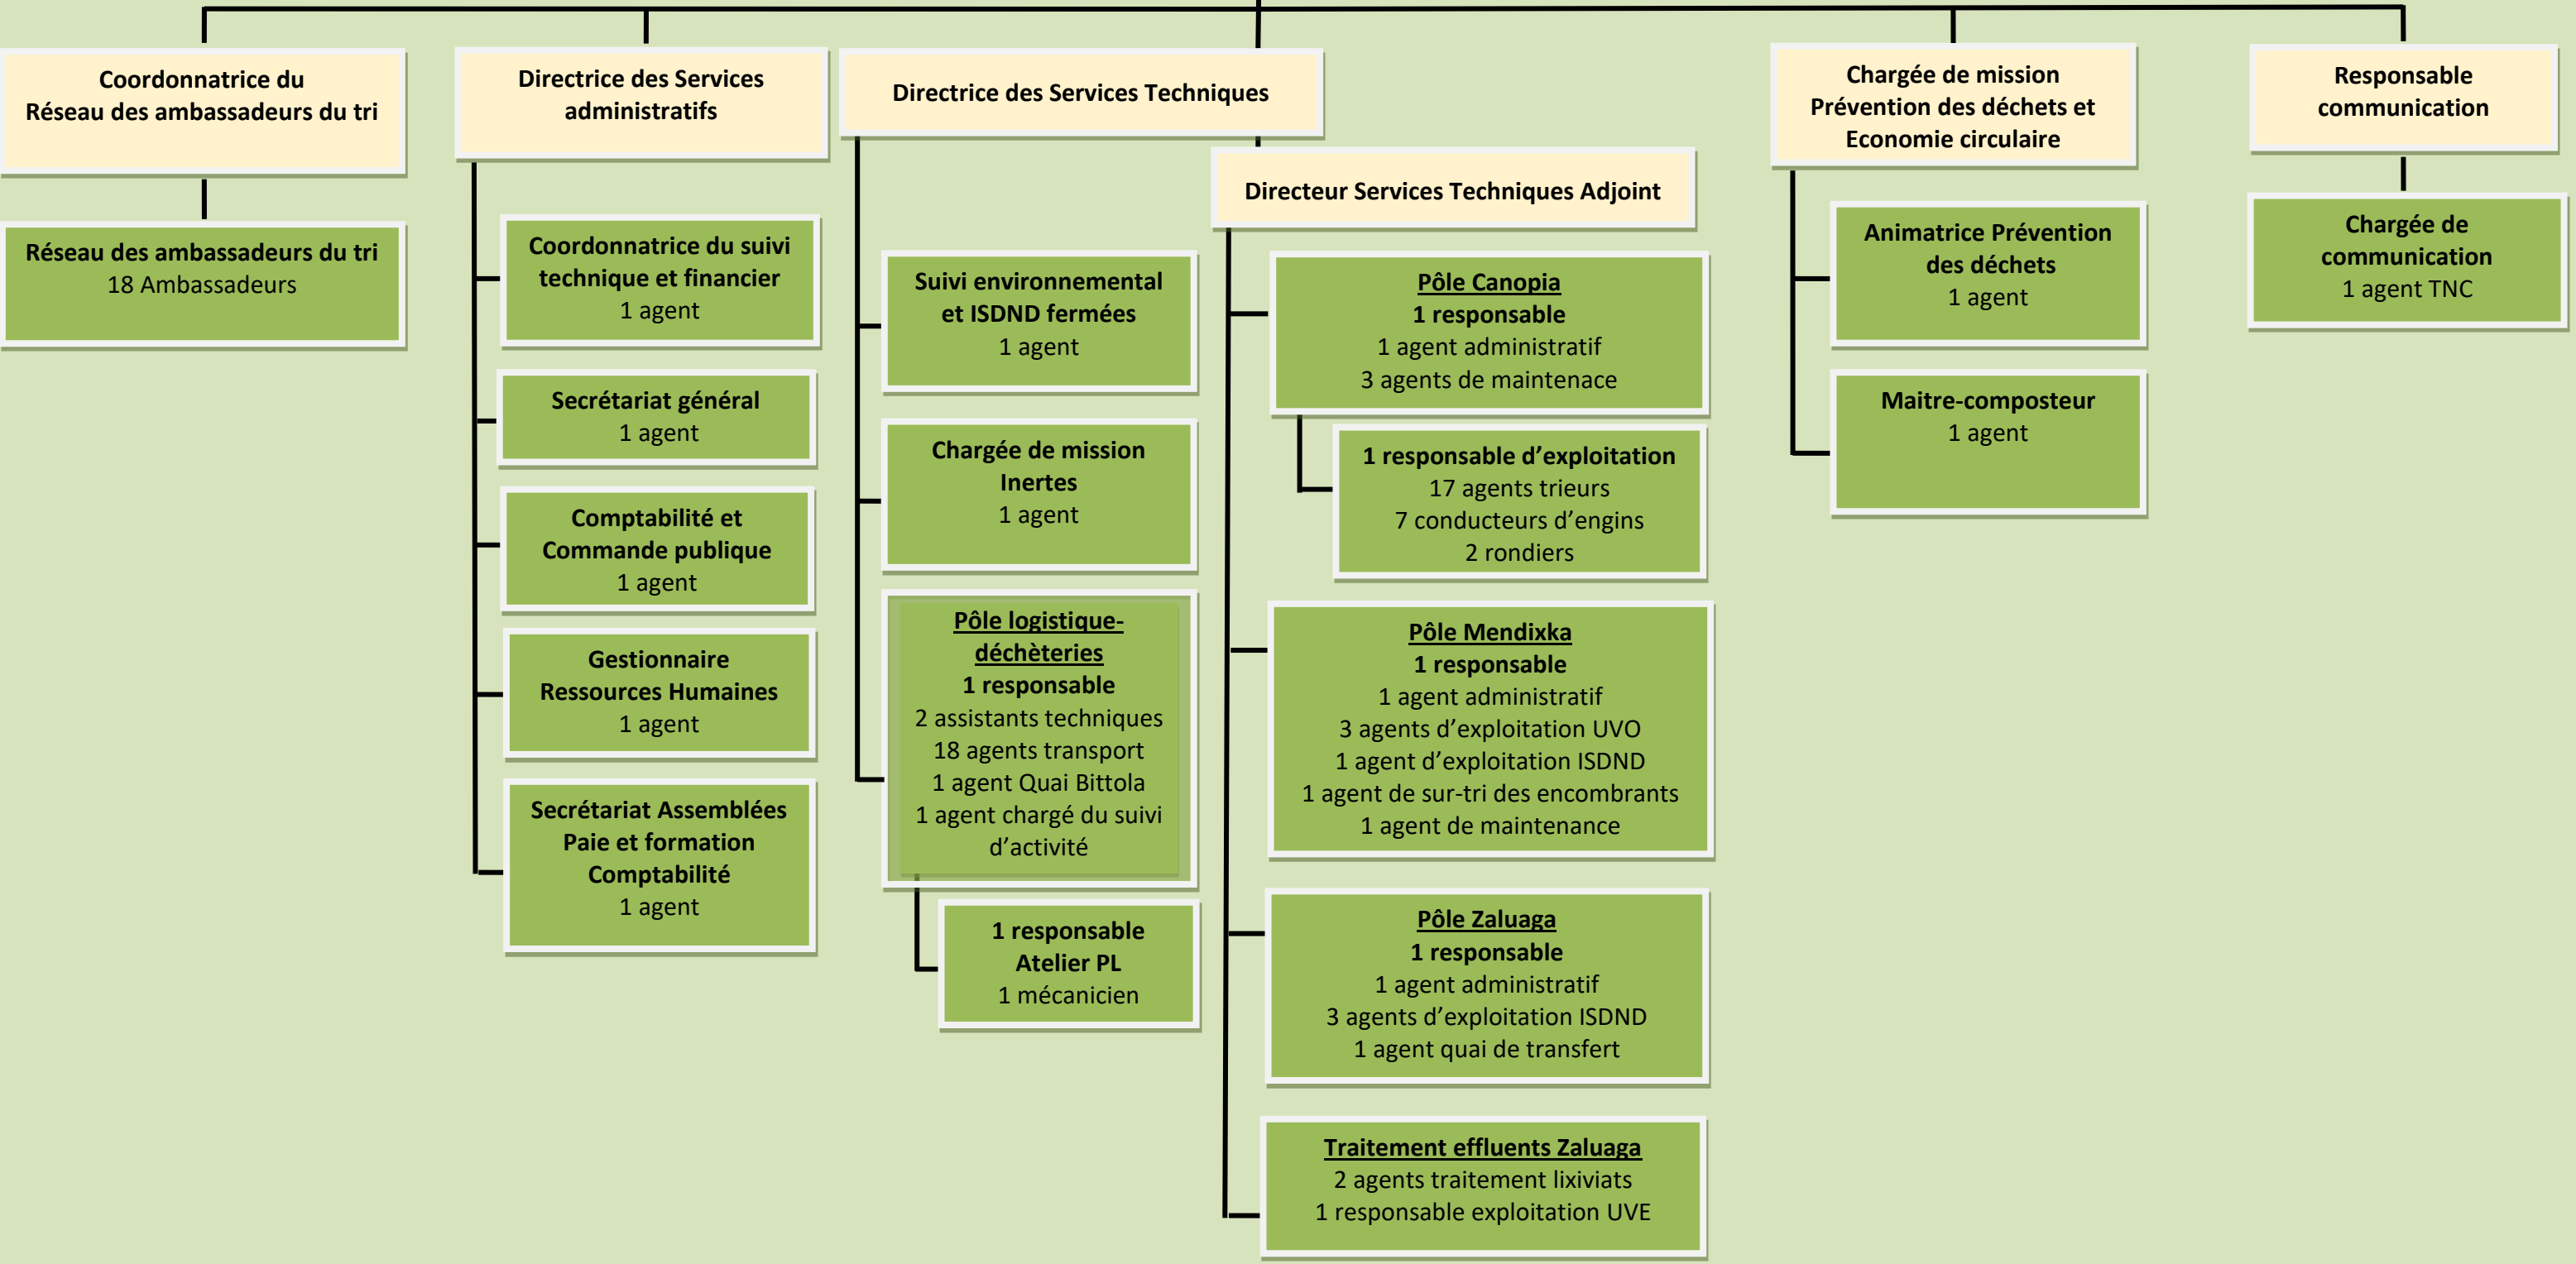 Coordonnatrice du
Réseau des ambassadeurs du tri
Réseau des ambassadeurs du tri
18 Ambassadeurs
Directrice des Services
administratifs
Coordonnatrice du suivi
technique et financier
1 agent
Secrétariat général
1 agent
Comptabilité et
Commande publique
1 agent
Gestionnaire
Ressources Humaines
1 agent
Secrétariat Assemblées
Paie et formation
Comptabilité
1 agent
Directrice des Services Techniques
Suivi environnemental
et ISDND fermées
1 agent
Chargée de mission
Inertes
1 agent
Pôle logistique-
déchèteries
1 responsable
2 assistants techniques
18 agents transport
1 agent Quai Bittola
1 agent chargé du suivi
d’activité
1 responsable
Atelier PL
1 mécanicien
Directeur Services Techniques Adjoint
Pôle Canopia
1 responsable
1 agent administratif
3 agents de maintenace
1 responsable d’exploitation
17 agents trieurs
7 conducteurs d’engins
2 rondiers
Pôle Mendixka
1 responsable
1 agent administratif
3 agents d’exploitation UVO
1 agent d’exploitation ISDND
1 agent de sur-tri des encombrants
1 agent de maintenance
Pôle Zaluaga
1 responsable
1 agent administratif
3 agents d’exploitation ISDND
1 agent quai de transfert
Traitement effluents Zaluaga
2 agents traitement lixiviats
1 responsable exploitation UVE
Chargée de mission
Prévention des déchets et
Economie circulaire
Animatrice Prévention
des déchets
1 agent
Maitre-composteur
1 agent
Responsable
communication
Chargée de
communication
1 agent TNC